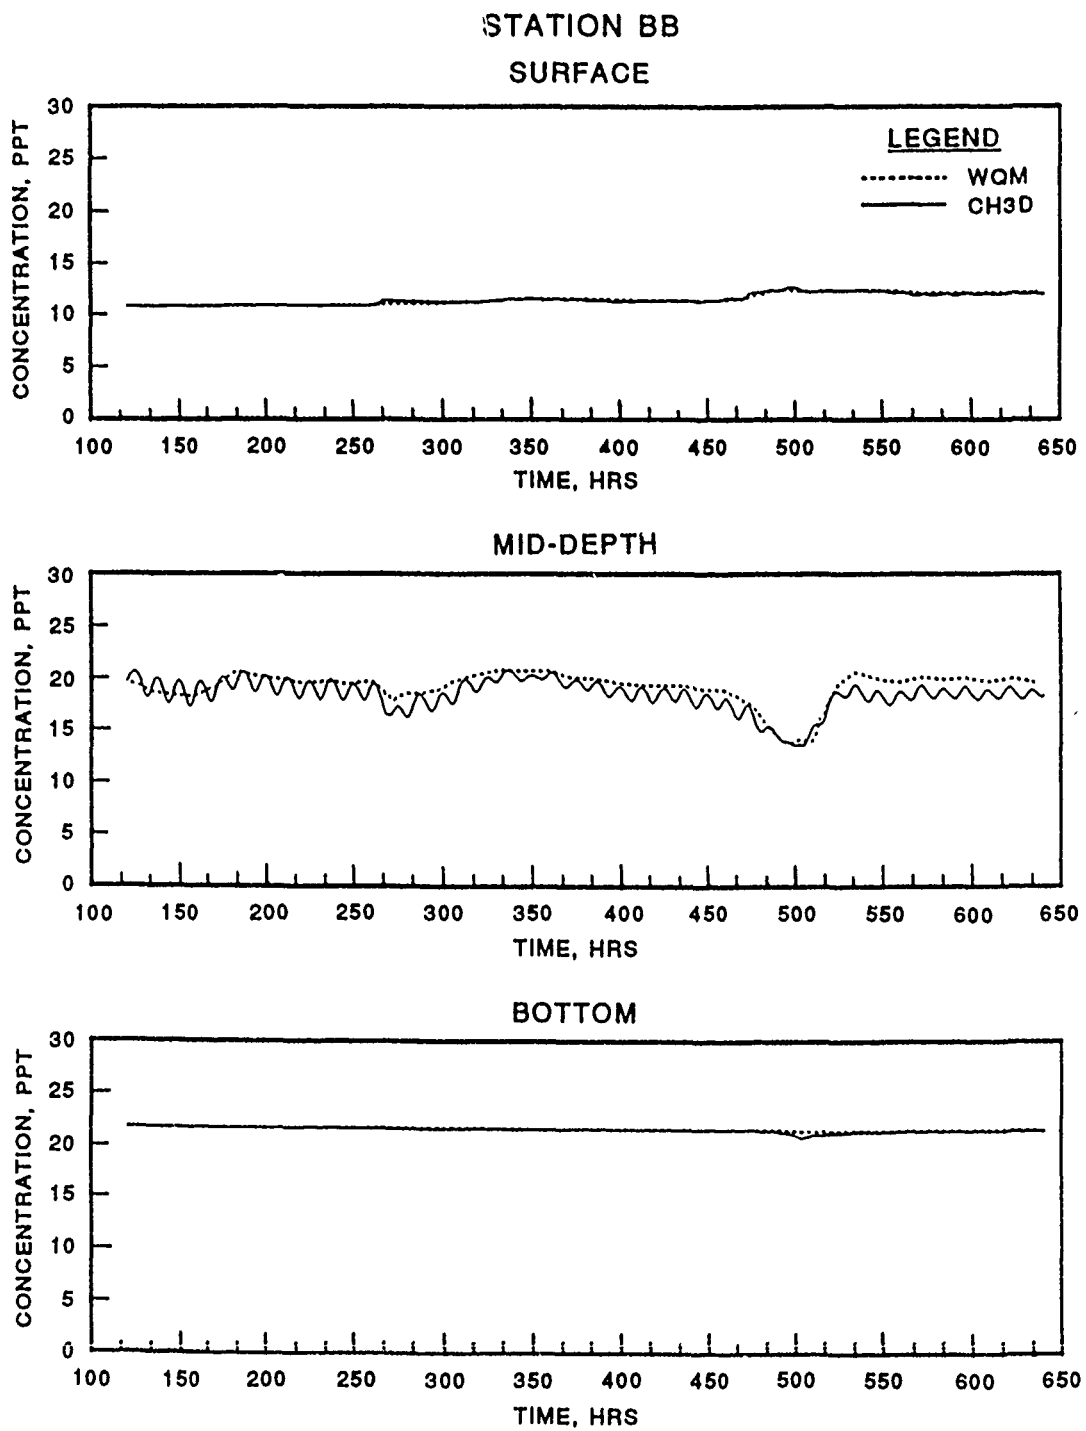 STATION BB
SURFACE
CONCENTRATION, PPT
30
25
20
15
10
5
0
LEGEND
WQM
CH3D
100 150 200 250 300 350 400 450 500 550 600 650
TIME, HRS
MID-DEPTH
CONCENTRATION, PPT
30
25
20
15
10
5
0
100 150 200 250 300 350 400 450 500 550 600 650
TIME, HRS
BOTTOM
CONCENTRATION, PPT
30
25
20
15
10
5
0
100 150 200 250 300 350 400 450 500 550 600 650
TIME, HRS